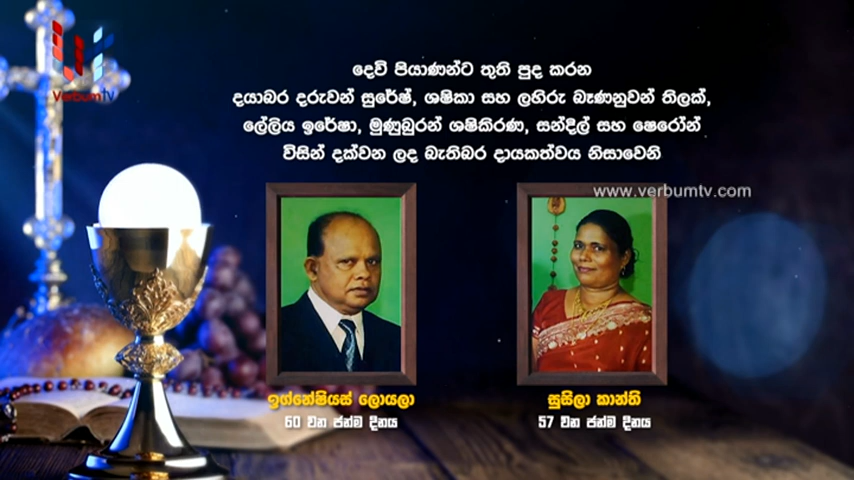 VerbumTV
දෙවි පියාණන්ට තුති පුද කරන
දයාබර දරුවන් සුරේෂ්, ශෂිකා සහ ලහිරු බෑණනුවන් තිලක්,
ලේලිය ඉරේෂා, මුණුබුරන් ශෂිකිරණ, සන්දිල් සහ ෂෙරෝන්
විසින් දක්වන ලද බැතිබර දායකත්වය නිසාවෙනි
www.verbumtv.com
ඉග්නේෂියස් ලොයලා
60 වන ජන්ම දිනය
සුසිලා කාන්ති
57 වන ජන්ම දිනය